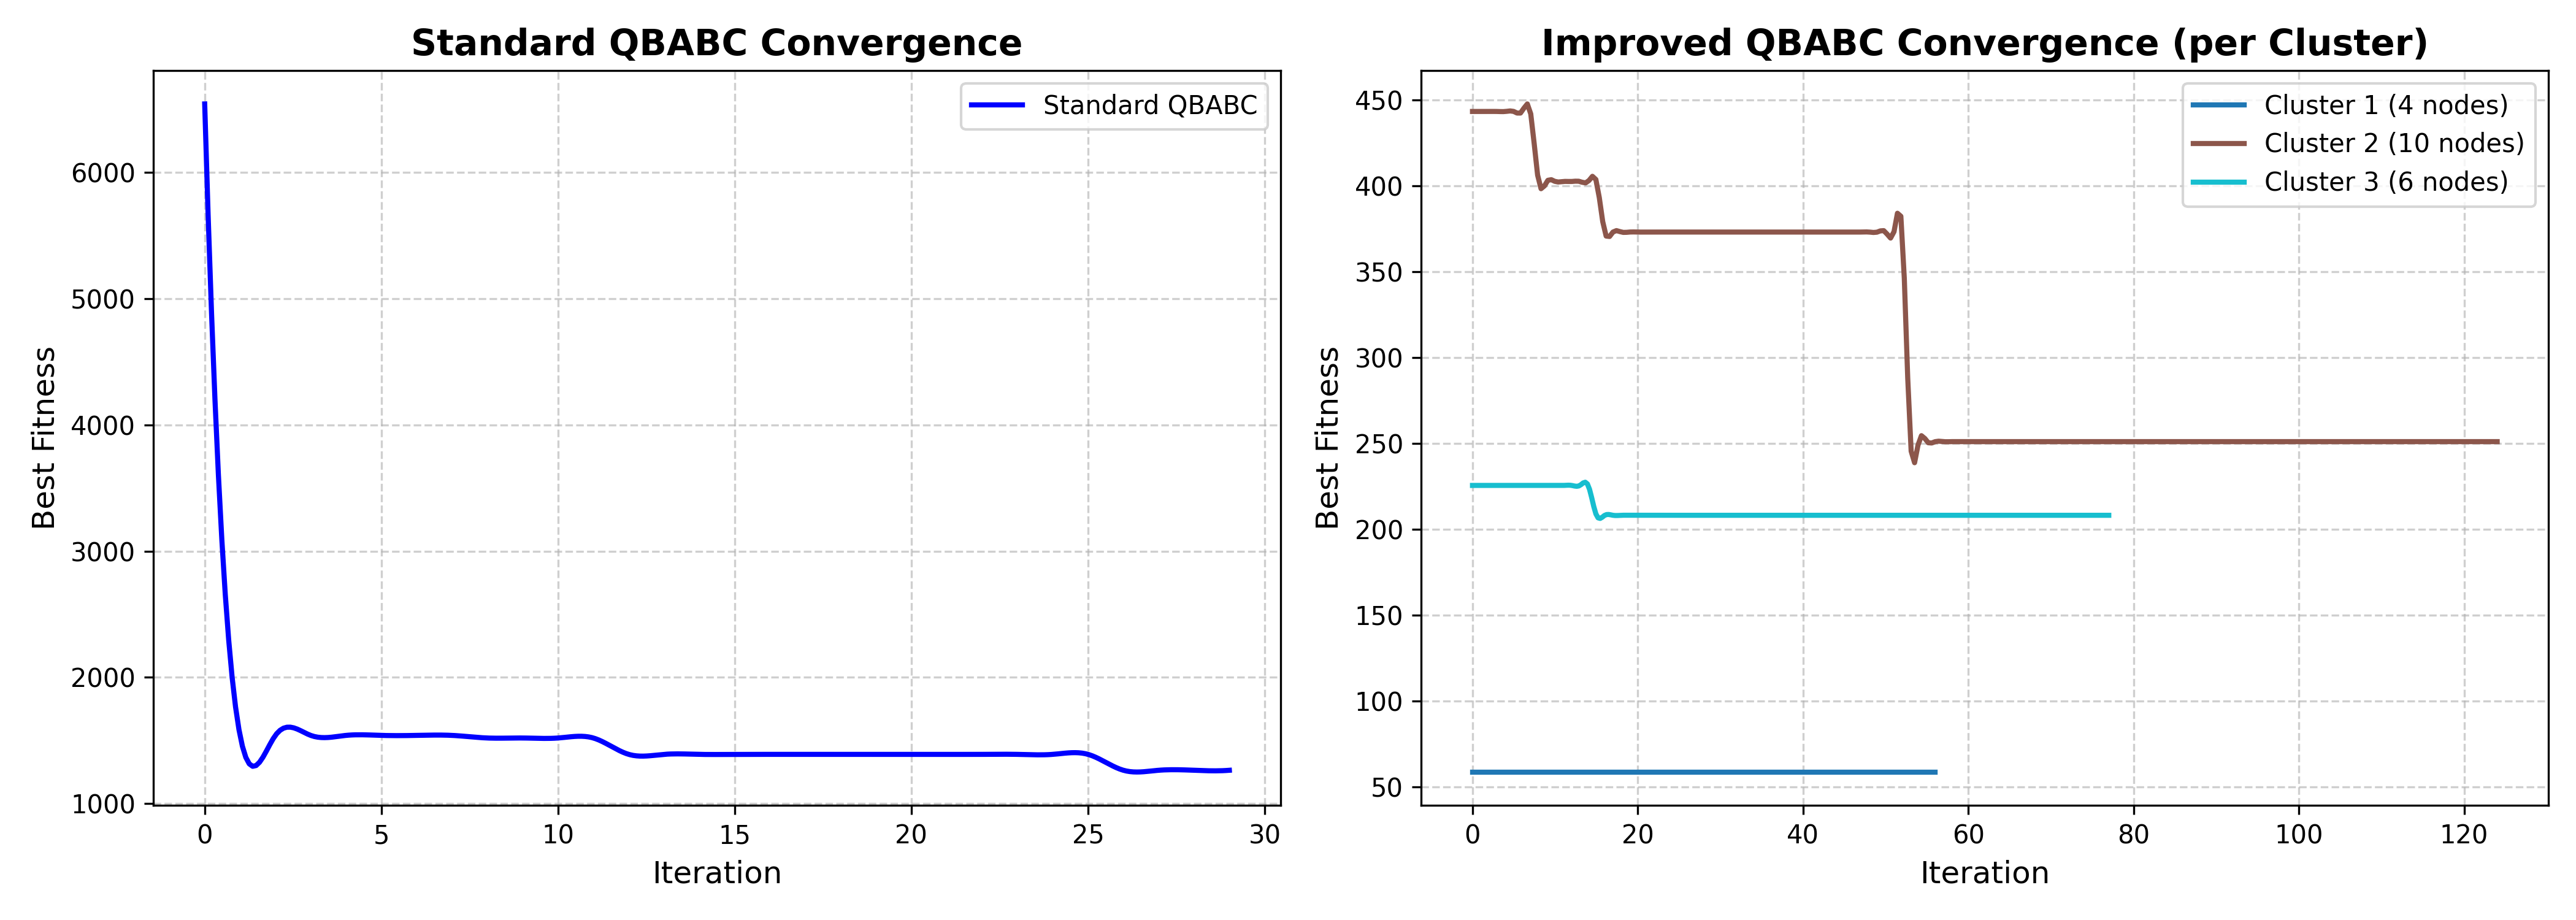 Standard QBABC Convergence
Standard QBABC
Best Fitness
6000
5000
4000
3000
2000
1000
0 5 10 15 20 25 30
Iteration
Improved QBABC Convergence (per Cluster)
Cluster 1 (4 nodes)
Cluster 2 (10 nodes)
Cluster 3 (6 nodes)
Best Fitness
450
400
350
300
250
200
150
100
50
0 20 40 60 80 100 120
Iteration